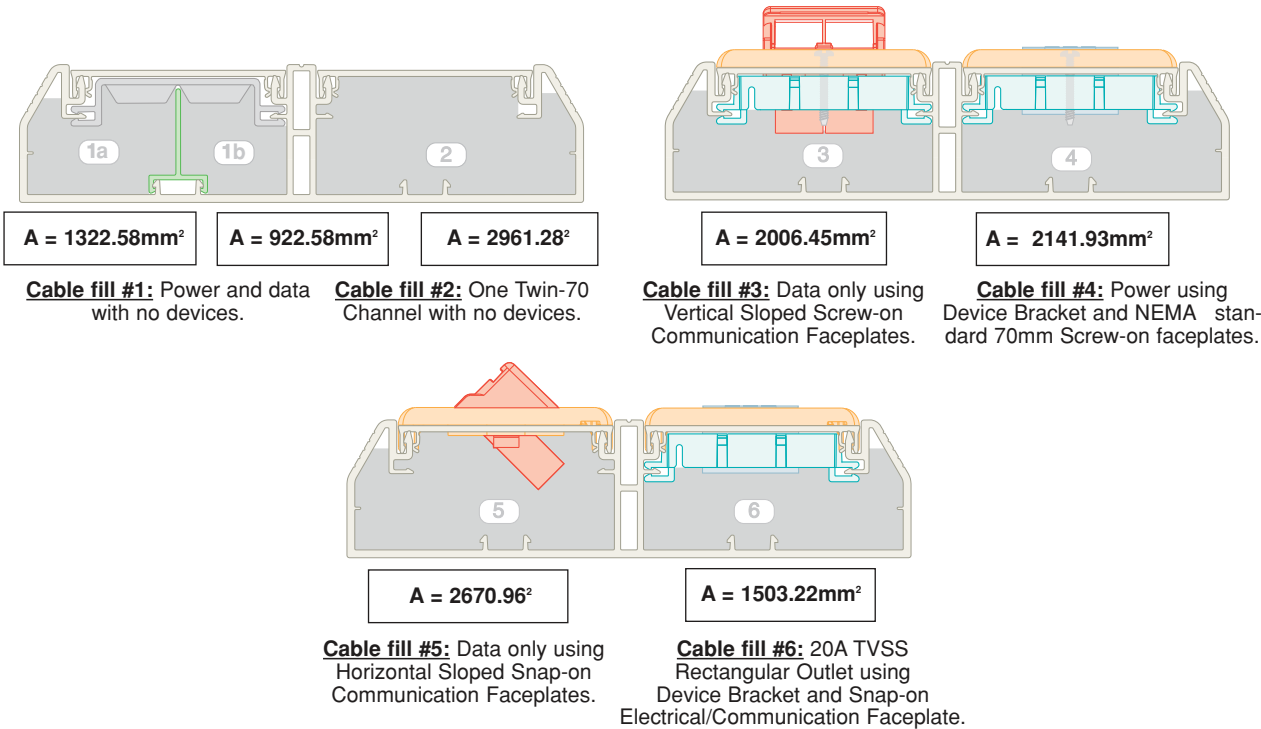 1a
1b
2
3
4
A = 1322.58mm²
A = 922.58mm²
A = 2961.28²
A = 2006.45mm²
A = 2141.93mm²
Cable fill #1: Power and data
with no devices.
Cable fill #2: One Twin-70
Channel with no devices.
Cable fill #3: Data only using
Vertical Sloped Screw-on
Communication Faceplates.
Cable fill #4: Power using
Device Bracket and NEMA stan-
dard 70mm Screw-on faceplates.
5
6
A = 2670.96²
A = 1503.22mm²
Cable fill #5: Data only using
Horizontal Sloped Snap-on
Communication Faceplates.
Cable fill #6: 20A TVSS
Rectangular Outlet using
Device Bracket and Snap-on
Electrical/Communication Faceplate.